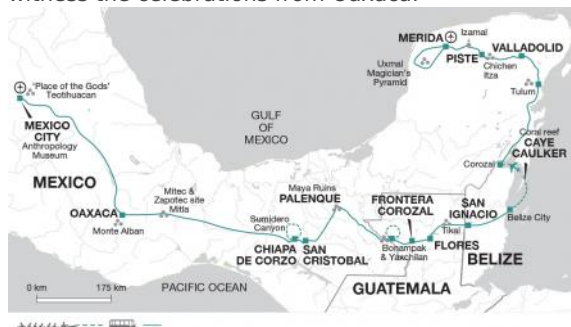 witness the celebrations from Oaxaca.
MERIDA
Izamal
PISTE
VALLADOLID
Chichen
Itza
Uxmal
Magician's
Pyramid
Tulum
'Place of the Gods'
Teotihuacan
MEXICO
CITY
Anthropology
Museum
GULF
OF
MEXICO
Coral reef
CAYE
CAULKER
Corozal
MEXICO
Mitec &
Zapotec site
Mitla
Maya Ruins
PALENQUE
FRONTERA
COROZAL
SAN
IGNACIO
OAXACA
Monte Alban
Sumidero
Canyon
Belize City
Tikal
CHIAPA
DE CORZO
SAN
CRISTOBAL
Bohampak
& Yaxchilan
FLORES
BELIZE
0 km
175 km
PACIFIC OCEAN
GUATEMALA